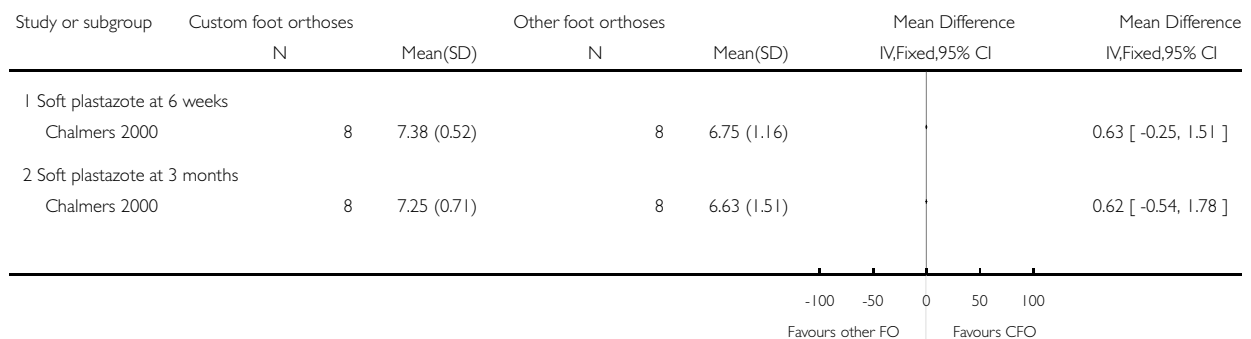 Study or subgroup Custom foot orthoses Other foot orthoses Mean Difference Mean Difference
N Mean(SD) N Mean(SD) IV,Fixed,95% CI IV,Fixed,95% CI
1 Soft plastazote at 6 weeks
Chalmers 2000 8 7.38 (0.52) 8 6.75 (1.16) 0.63 [ -0.25, 1.51 ]
2 Soft plastazote at 3 months
Chalmers 2000 8 7.25 (0.71) 8 6.63 (1.51) 0.62 [ -0.54, 1.78 ]
-100 -50 0 50 100
Favours other FO Favours CFO